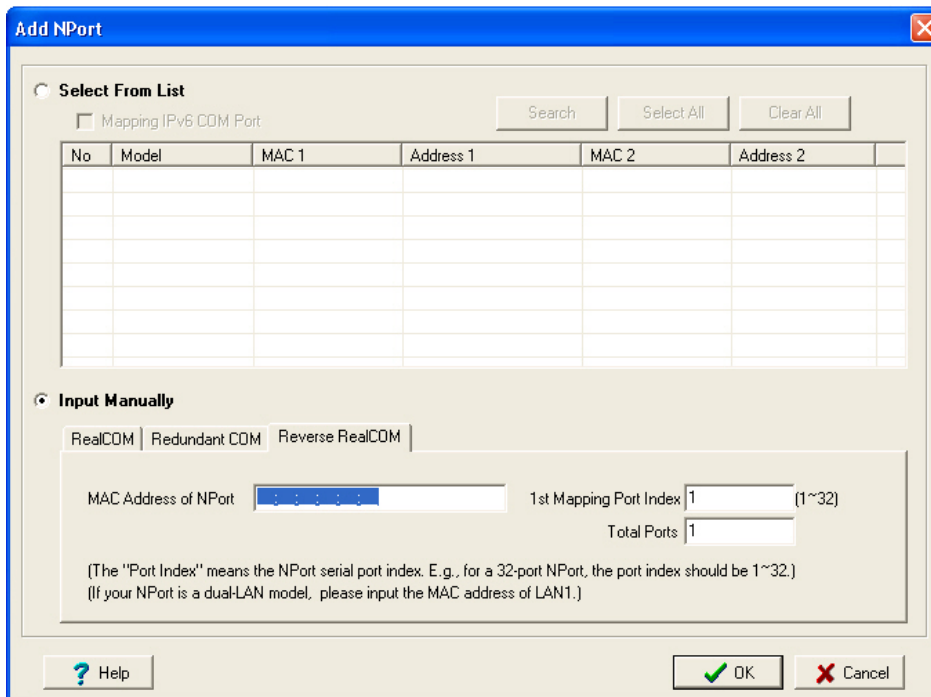 Add NPort
Select From List
Mapping IPv6 COM Port
Search Select All Clear All
No Model MAC 1 Address 1 MAC 2 Address 2
Input Manually
RealCOM Redundant COM Reverse RealCOM
MAC Address of NPort : : : : : 1st Mapping Port Index 1 (1~32)
Total Ports 1
(The "Port Index" means the NPort serial port index. E.g., for a 32-port NPort, the port index should be 1~32.)
(If your NPort is a dual-LAN model, please input the MAC address of LAN1.)
? Help OK Cancel